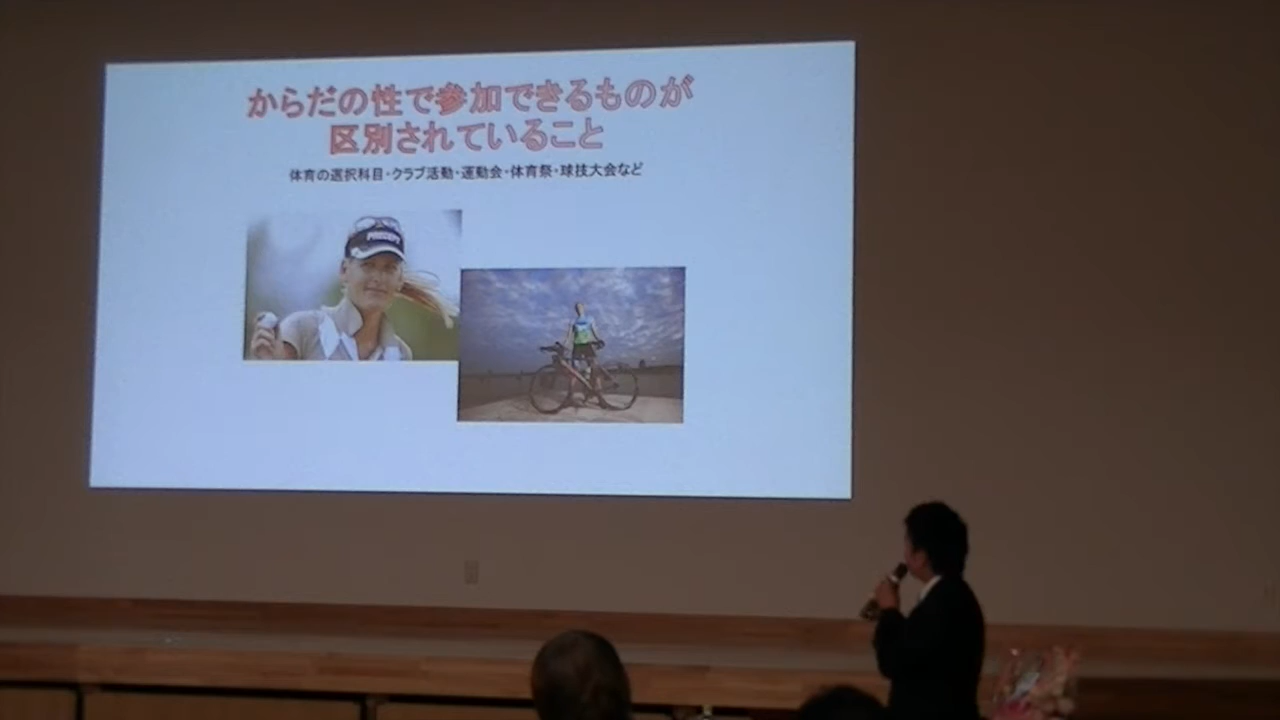 からだの性で参加できるものが
区別されていること
体育の選択科目・クラブ活動・運動会・体育祭・球技大会など